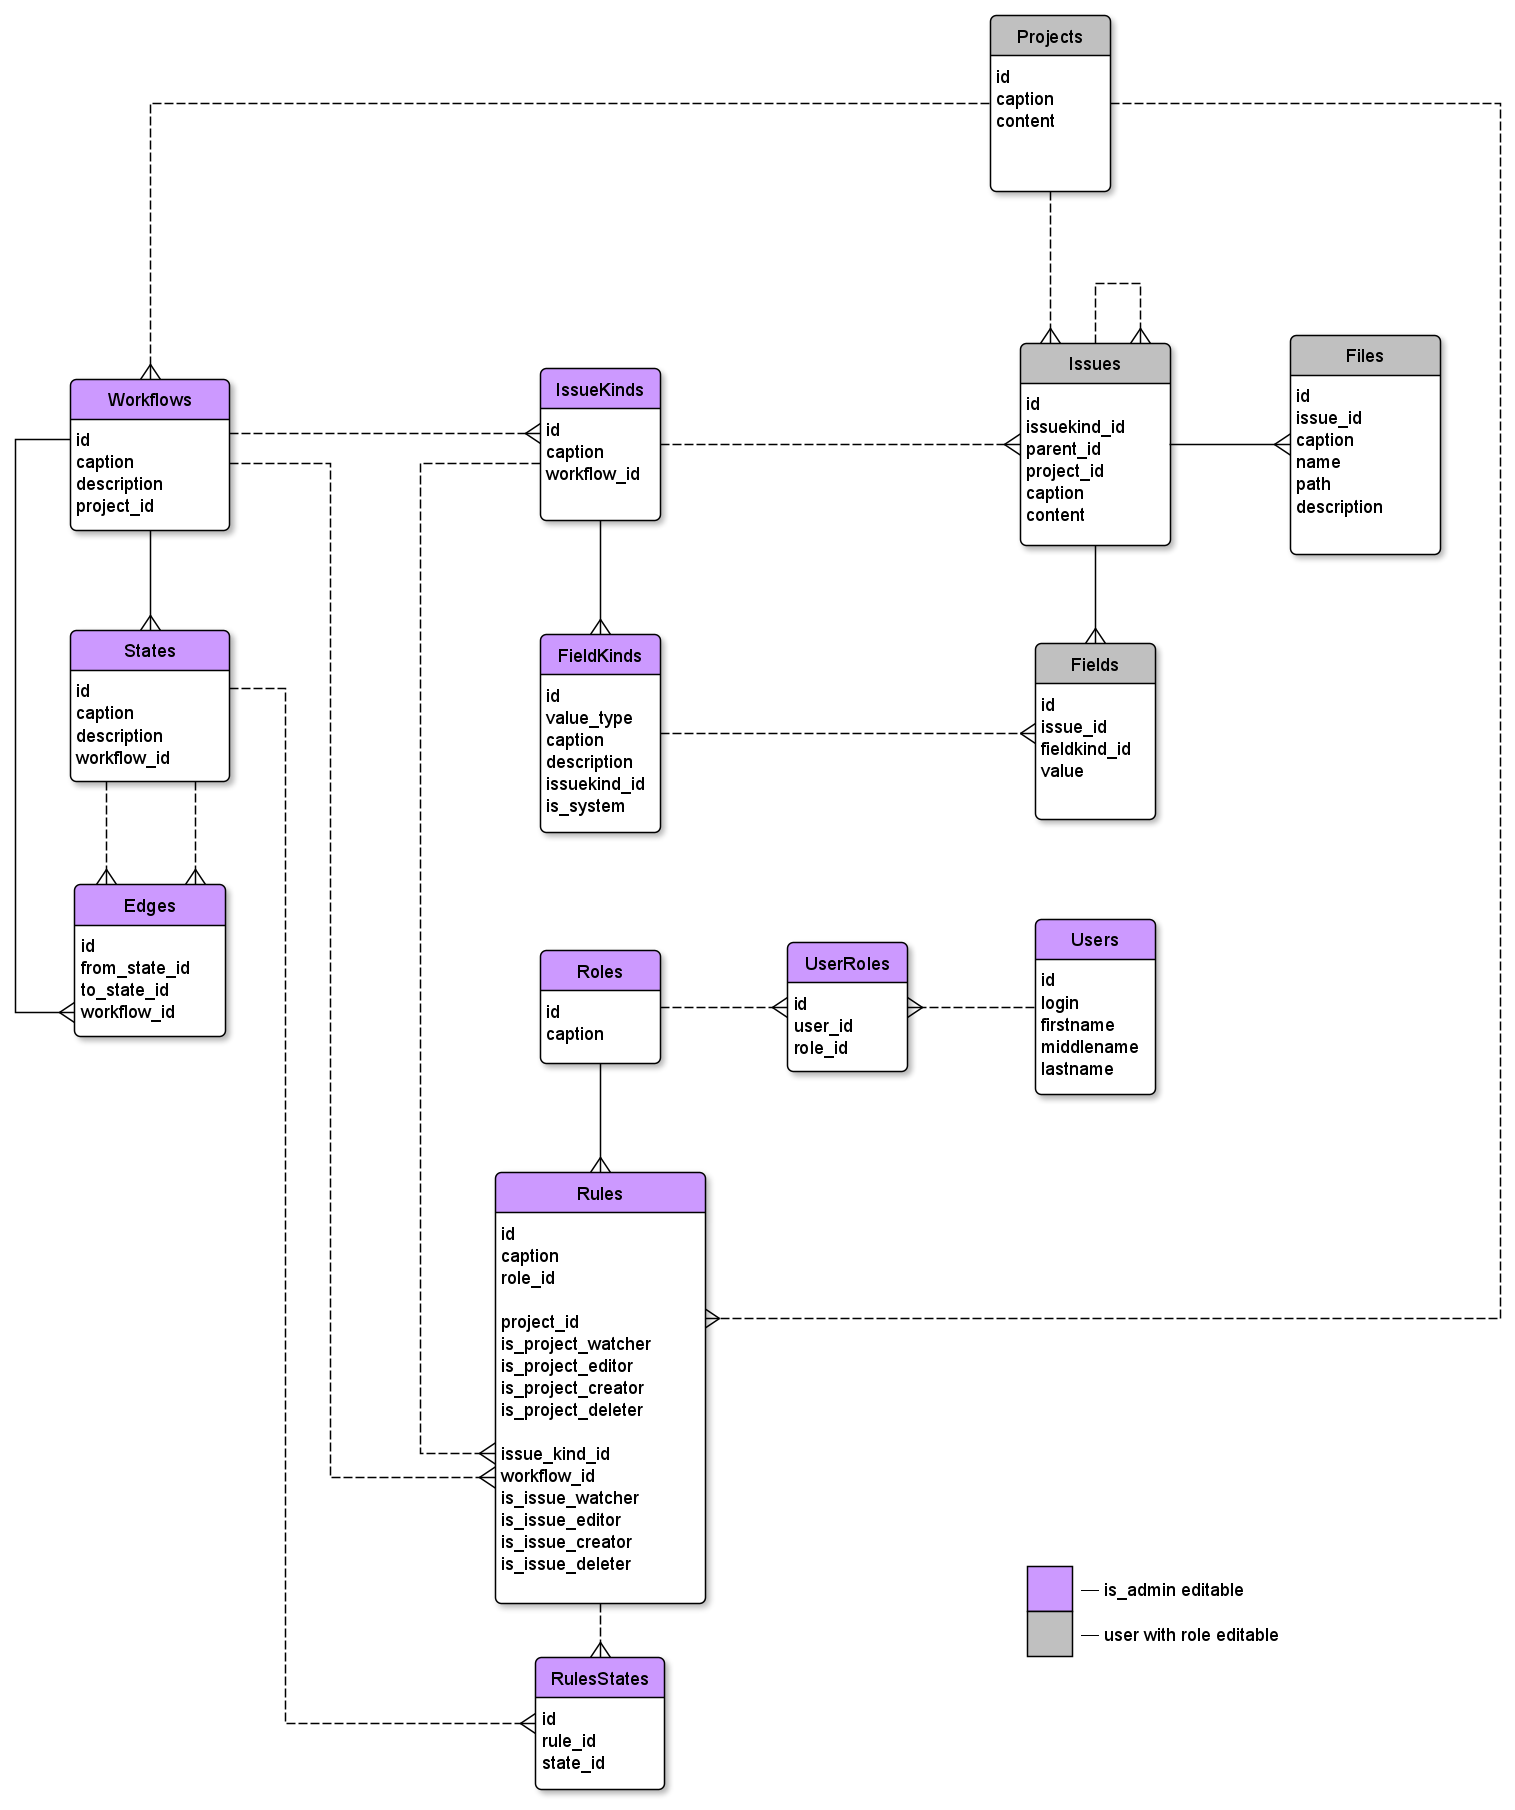 Projects
id
caption
content
Workflows
id
caption
description
project_id
IssueKinds
id
caption
workflow_id
Issues
id
issuekind_id
parent_id
project_id
caption
content
Files
id
issue_id
caption
name
path
description
States
id
caption
description
workflow_id
FieldKinds
id
value_type
caption
description
issuekind_id
is_system
Fields
id
issue_id
fieldkind_id
value
Edges
id
from_state_id
to_state_id
workflow_id
Roles
id
caption
UserRoles
id
user_id
role_id
Users
id
login
firstname
middlename
lastname
Rules
id
caption
role_id
project_id
is_project_watcher
is_project_editor
is_project_creator
is_project_deleter
issue_kind_id
workflow_id
is_issue_watcher
is_issue_editor
is_issue_creator
is_issue_deleter
RulesStates
id
rule_id
state_id
— is_admin editable
— user with role editable